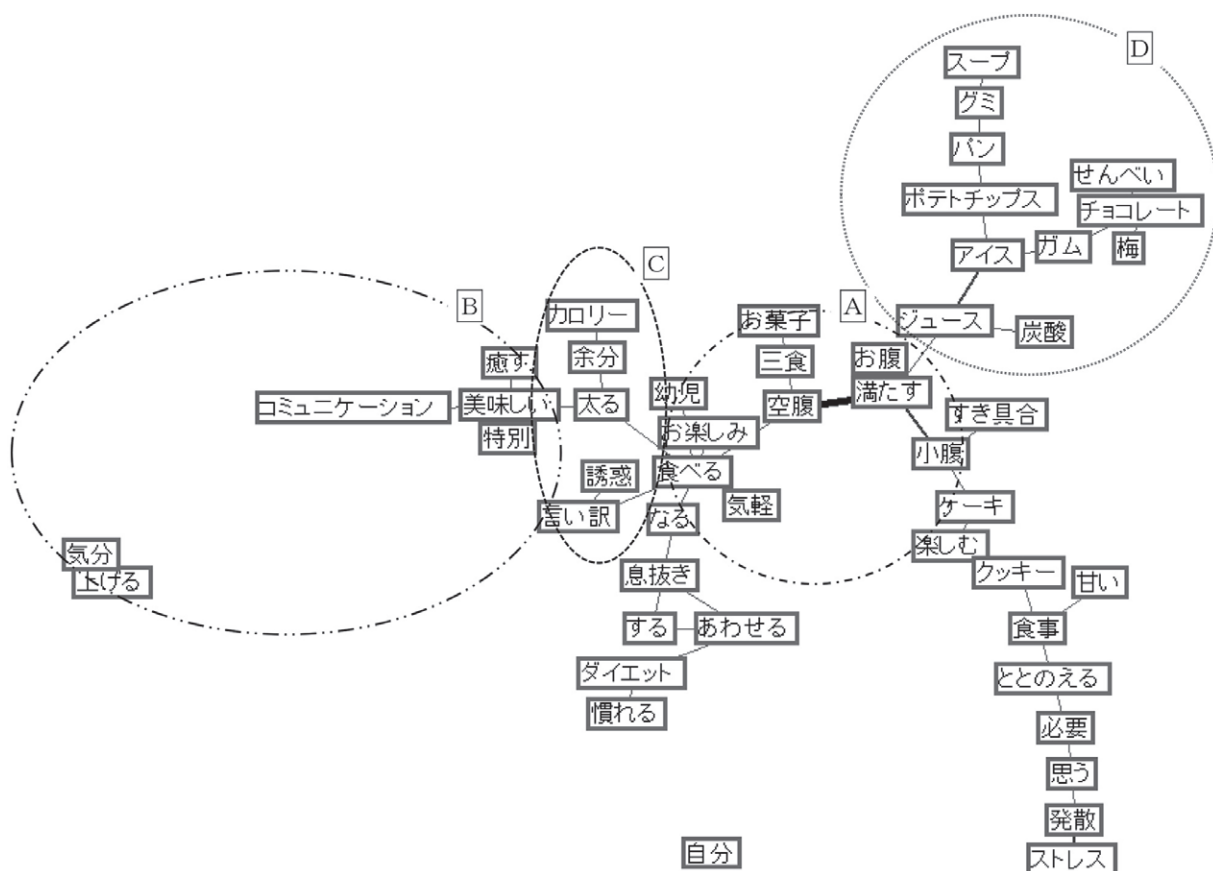 D
スープ
グミ
パン
せんべい
ポテトチップス
チョコレート
ガム
梅
アイス
C
B
A
カロリー
お菓子
ジュース
炭酸
癒す
余分
三食
お腹
コミュニケーション
美味しい
太る
幼児
空腹
満たす
特別
お楽しみ
すき具合
小腹
誘惑
食べる
言い訳
なる
気軽
ケーキ
気分
上げる
楽しむ
息抜き
クッキー
甘い
する
あわせる
食事
ダイエット
ととのえる
慣れる
必要
思う
発散
自分
ストレス